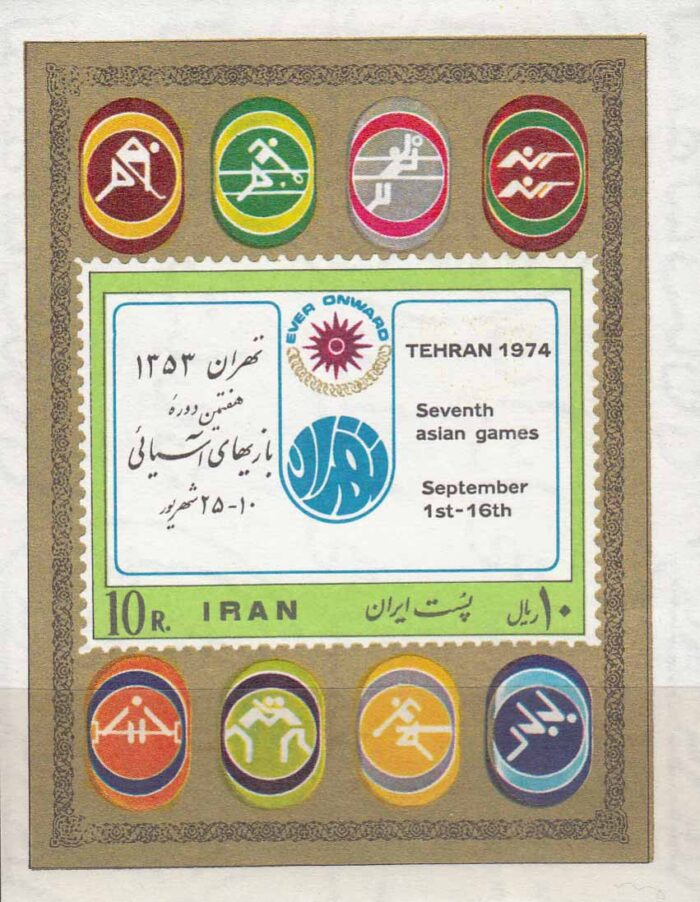 EVER ONWARD
تهران ۱۳۵۳
هفتمین دورهٔ
بازیهای آسیائی
۱۰-۲۵ شهریور
تهران
TEHRAN 1974
Seventh
asian games
September
1st-16th
10R. IRAN پست ایران ۱۰ ریال